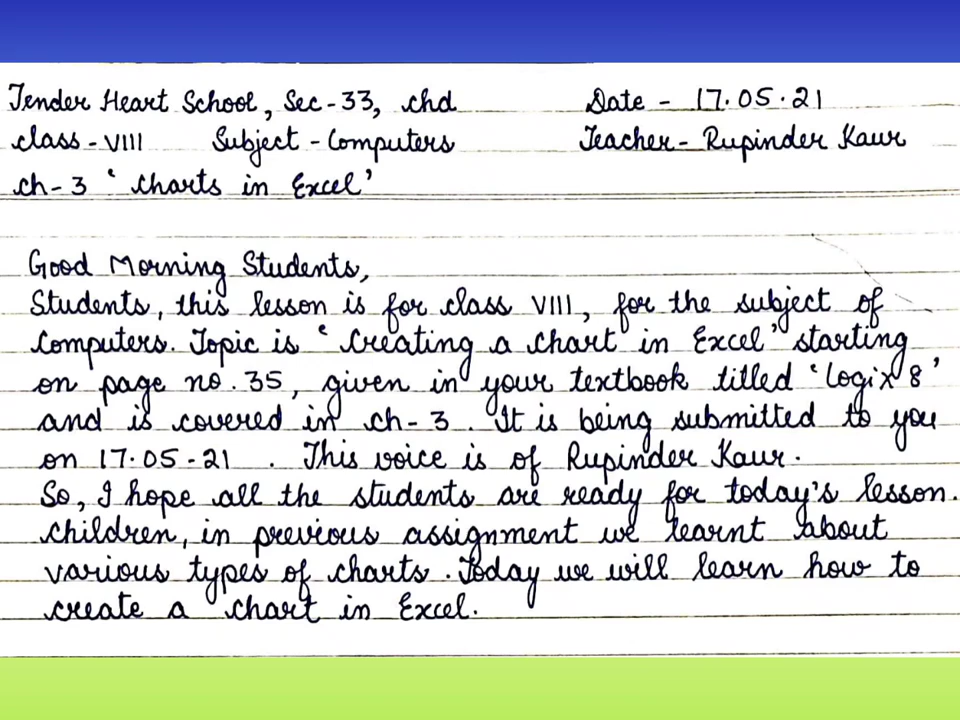 Tender Heart School, Sec-33, chd Date - 17.05.21
class-VIII Subject - Computers Teacher- Rupinder Kaur
ch-3 ‘Charts in Excel’
Good Morning Students,
Students, this lesson is for class VIII, for the subject of
Computers. Topic is ‘Creating a chart in Excel’ starting
on page no. 35, given in your textbook titled ‘Logix 8’
and is covered in ch-3. It is being submitted to you
on 17.05-21. This voice is of Rupinder Kaur.
So, I hope all the students are ready for today's lesson.
Children, in previous assignment we learnt about
various types of charts. Today we will learn how to
create a chart in Excel.